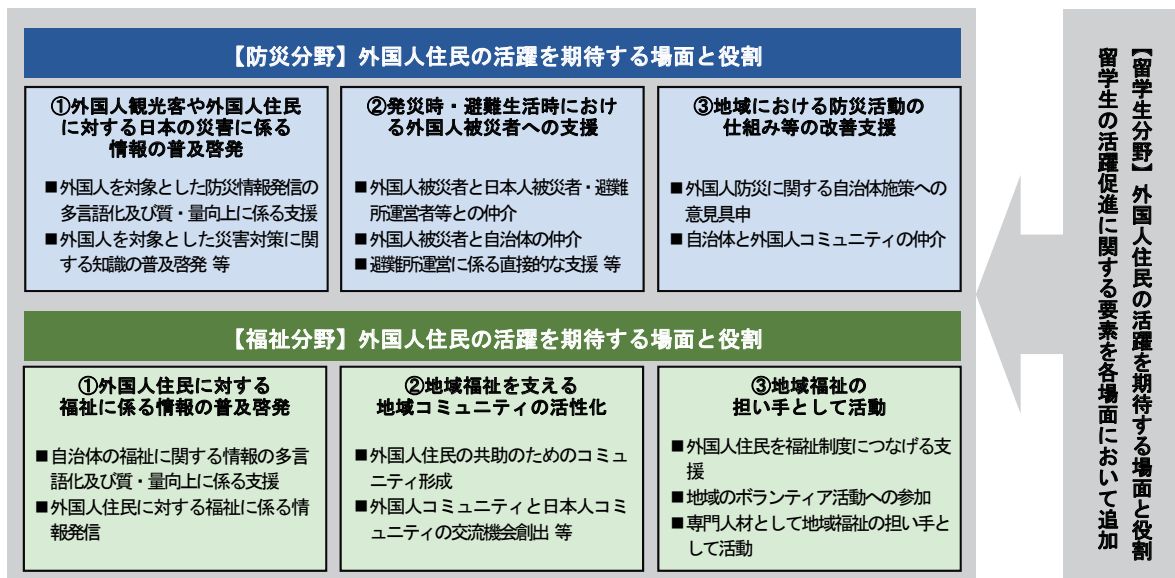 【防災分野】外国人住民の活躍を期待する場面と役割
①外国人観光客や外国人住民
に対する日本の災害に係る
情報の普及啓発
■外国人を対象とした防災情報発信の
多言語化及び質・量向上に係る支援
■外国人を対象とした災害対策に関
する知識の普及啓発 等
②発災時・避難生活時におけ
る外国人被災者への支援
■外国人被災者と日本人被災者・避難
所運営者等との仲介
■外国人被災者と自治体の仲介
■避難所運営に係る直接的な支援 等
③地域における防災活動の
仕組み等の改善支援
■外国人防災に関する自治体施策への
意見具申
■自治体と外国人コミュニティの仲介
【福祉分野】外国人住民の活躍を期待する場面と役割
①外国人住民に対する
福祉に係る情報の普及啓発
■自治体の福祉に関する情報の多言
語化及び質・量向上に係る支援
■外国人住民に対する福祉に係る情
報発信
②地域福祉を支える
地域コミュニティの活性化
■外国人住民の共助のためのコミュ
ニティ形成
■外国人コミュニティと日本人コミ
ュニティの交流機会創出 等
③地域福祉の
担い手として活動
■外国人住民を福祉制度につなげる支
援
■地域のボランティア活動への参加
■専門人材として地域福祉の担い手と
して活動
【留学生分野】外国人住民の活躍を期待する場面と役割
留学生の活躍促進に関する要素を各場面において追加